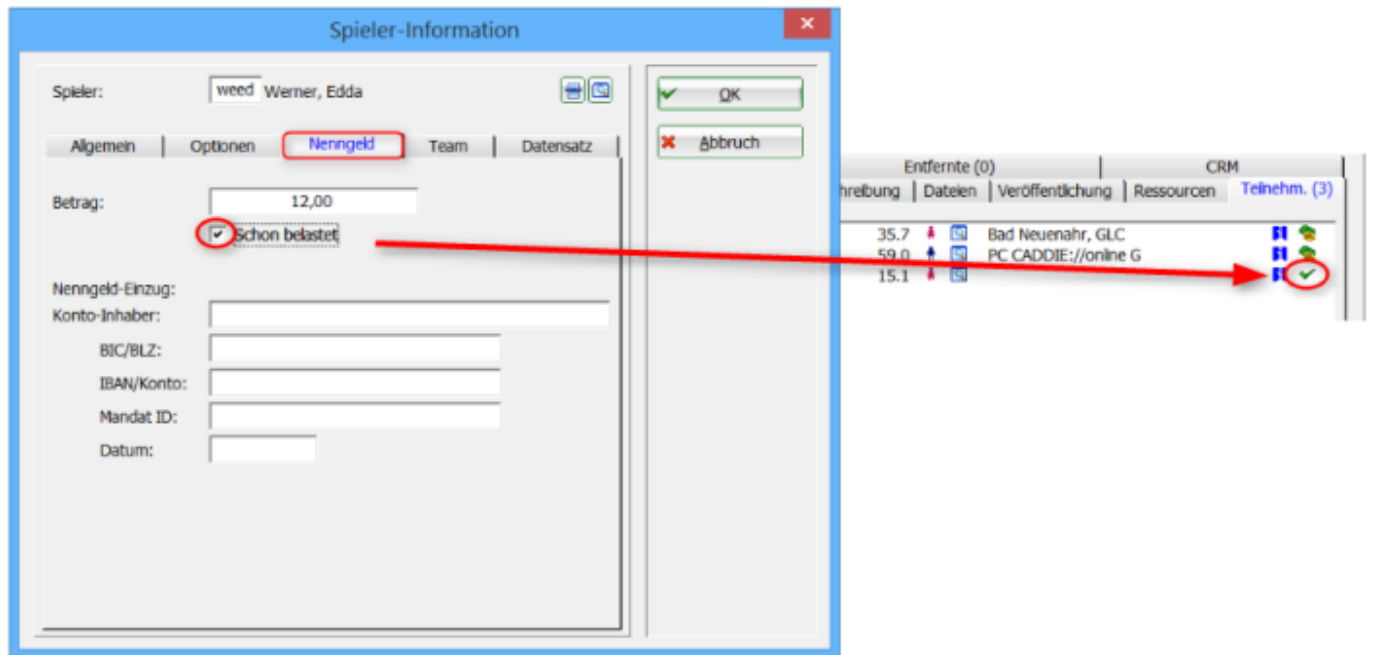 Spieler-Information
Spieler: weed Werner, Edda
OK
Abbruch
Allgemein Optionen Nenngeld Team Datensatz
Betrag: 12,00
Schon belastet
Nenngeld-Einzug:
Konto-Inhaber:
BIC/BLZ:
IBAN/Konto:
Mandat ID:
Datum:
Entfernte (0) CRM
hreibung Dateien Veröffentlichung Ressourcen Teilnehm. (3)
35.7 Bad Neuenahr, GLC
59.0 PC CADDIE://online G
15.1